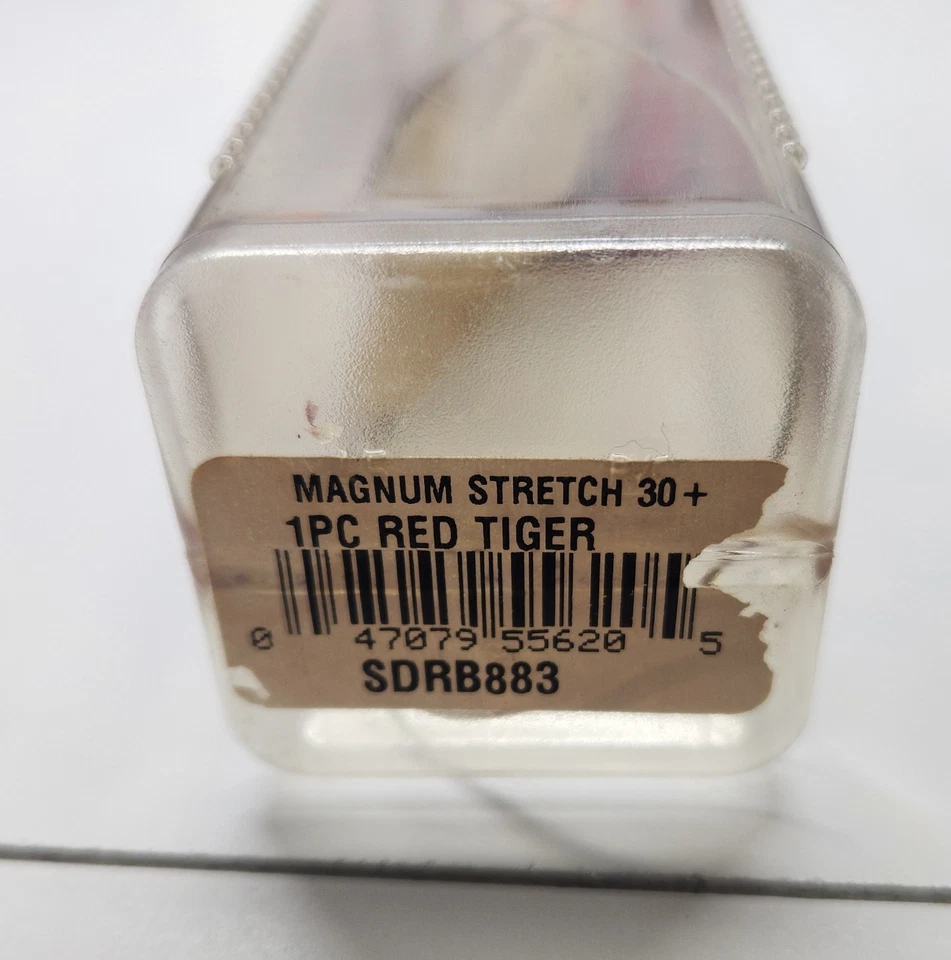 MAGNUM STRETCH 30+
1PC RED TIGER
0 47079 55620 5
SDRB883